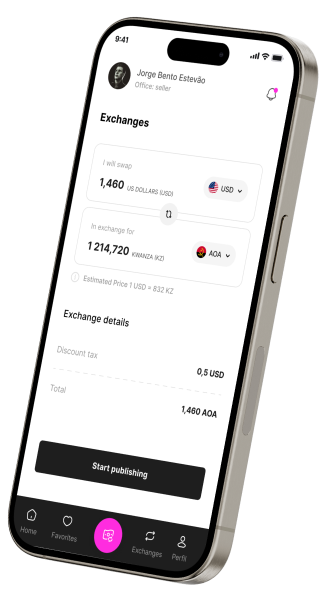 9:41
Jorge Bento Estevão
Office: seller
Exchanges
I will swap
1,460 US DOLLARS (USD)
USD
In exchange for
1 214,720 KWANZA (KZ)
AOA
Estimated Price 1 USD = 832 KZ
Exchange details
Discount tax
0,5 USD
Total
1,460 AOA
Start publishing
Home
Favorites
Exchanges
Perfil